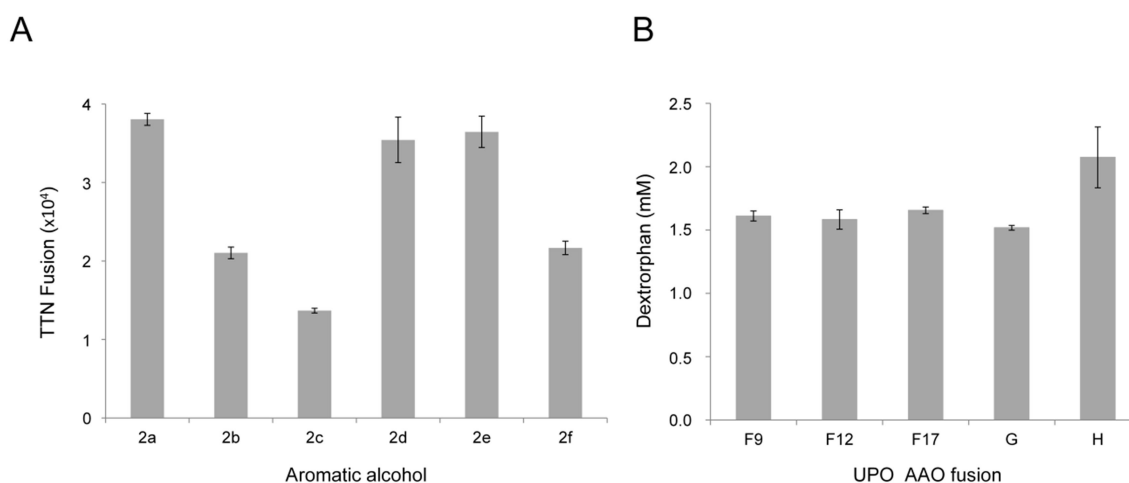 A
B
TTN Fusion (x10⁴)
4
3
2
1
0
2a 2b 2c 2d 2e 2f
Aromatic alcohol
Dextrorphan (mM)
2.5
2.0
1.5
1.0
0.5
0.0
F9 F12 F17 G H
UPO AAO fusion